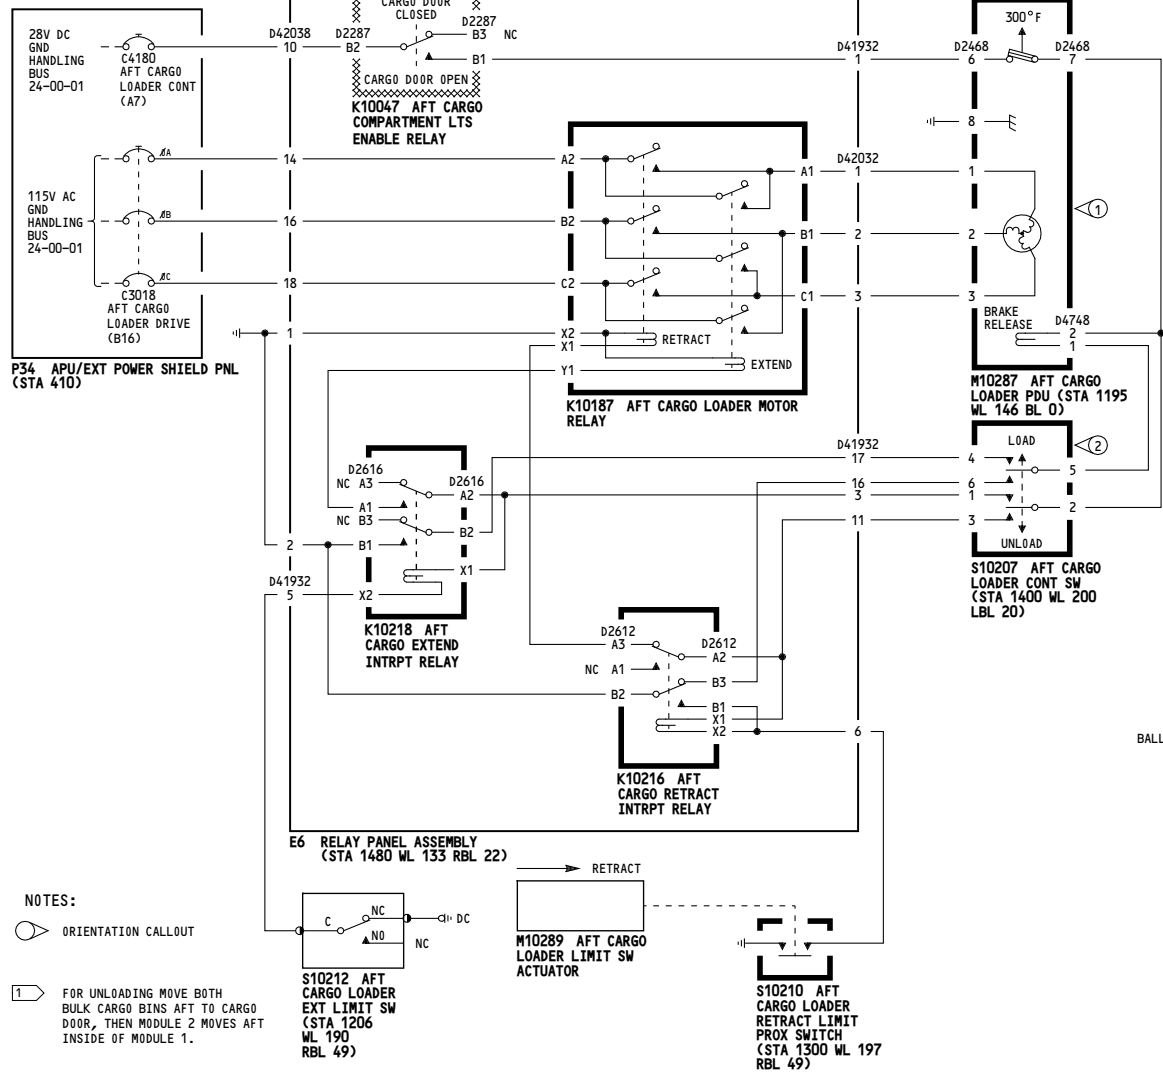 CARGO DOOR
CLOSED
28V DC
GND
HANDLING
BUS
24-00-01
C4180
AFT CARGO
LOADER CONT
(A7)
D42038
10
D2287
B2
D2287
B3 NC
B1
CARGO DOOR OPEN
K10047 AFT CARGO
COMPARTMENT LTS
ENABLE RELAY
D41932
1
300°F
D2468
6
D2468
7
8
115V AC
GND
HANDLING
BUS
24-00-01
ØA
ØB
ØC
C3018
AFT CARGO
LOADER DRIVE
(B16)
14
16
18
1
P34 APU/EXT POWER SHIELD PNL
(STA 410)
A2
B2
C2
X2
X1
Y1
A1
B1
C1
RETRACT
EXTEND
K10187 AFT CARGO LOADER MOTOR
RELAY
D42032
1
2
3
1
2
3
1
BRAKE
RELEASE
D4748
2
1
M10287 AFT CARGO
LOADER PDU (STA 1195
WL 146 BL 0)
D2616
NC A3
A1
NC B3
B1
X2
D2616
A2
B2
X1
2
D41932
5
K10218 AFT
CARGO EXTEND
INTRPT RELAY
D41932
17
16
3
11
4
6
1
3
LOAD
UNLOAD
5
2
2
S10207 AFT CARGO
LOADER CONT SW
(STA 1400 WL 200
LBL 20)
D2612
A3
NC A1
B2
D2612
A2
B3
B1
X1
X2
6
K10216 AFT
CARGO RETRACT
INTRPT RELAY
BALL
E6 RELAY PANEL ASSEMBLY
(STA 1480 WL 133 RBL 22)
RETRACT
M10289 AFT CARGO
LOADER LIMIT SW
ACTUATOR
NOTES:
ORIENTATION CALLOUT
1 FOR UNLOADING MOVE BOTH
BULK CARGO BINS AFT TO CARGO
DOOR, THEN MODULE 2 MOVES AFT
INSIDE OF MODULE 1.
C
NC
NO
DC
NC
S10212 AFT
CARGO LOADER
EXT LIMIT SW
(STA 1206
WL 190
RBL 49)
S10210 AFT
CARGO LOADER
RETRACT LIMIT
PROX SWITCH
(STA 1300 WL 197
RBL 49)